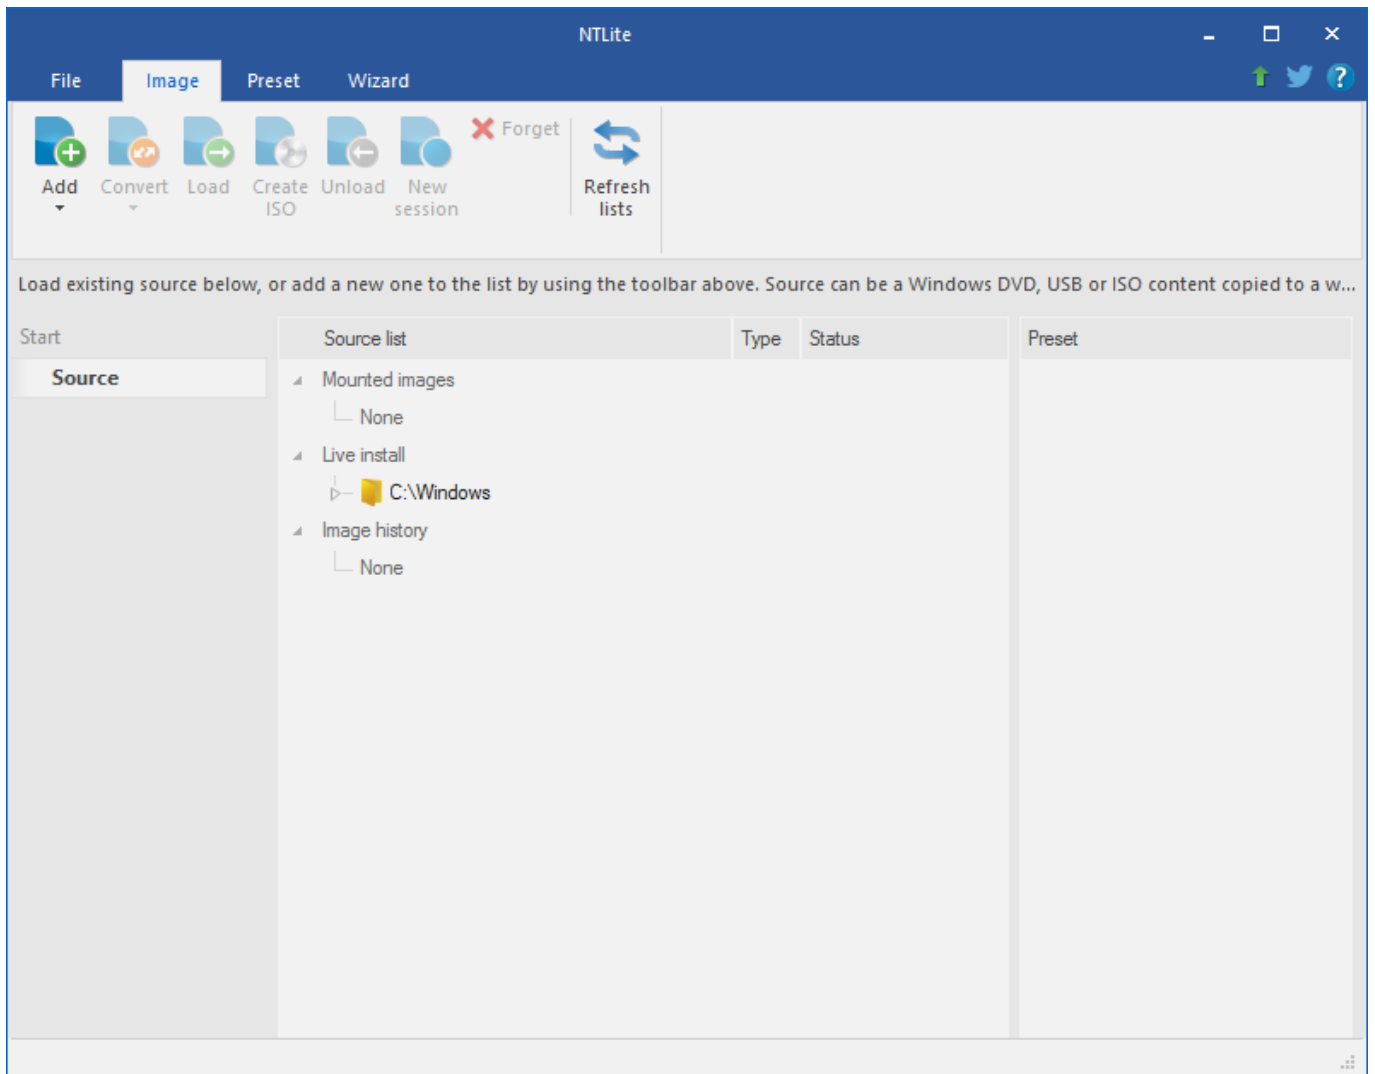 NTLite
File Image Preset Wizard
Add Convert Load Create ISO Unload New session Forget Refresh lists
Load existing source below, or add a new one to the list by using the toolbar above. Source can be a Windows DVD, USB or ISO content copied to a w...
Start
Source
Source list Type Status Preset
Mounted images
None
Live install
C:\Windows
Image history
None